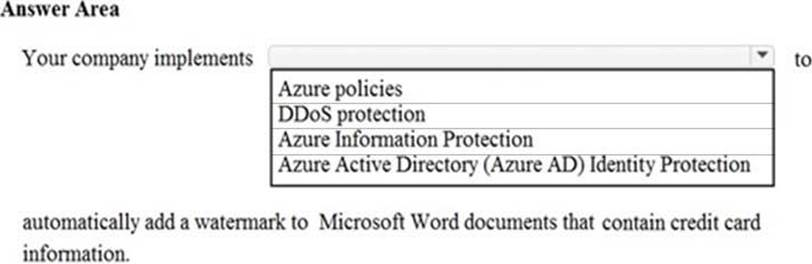 Answer Area
Your company implements to
Azure policies
DDoS protection
Azure Information Protection
Azure Active Directory (Azure AD) Identity Protection
automatically add a watermark to Microsoft Word documents that contain credit card
information.